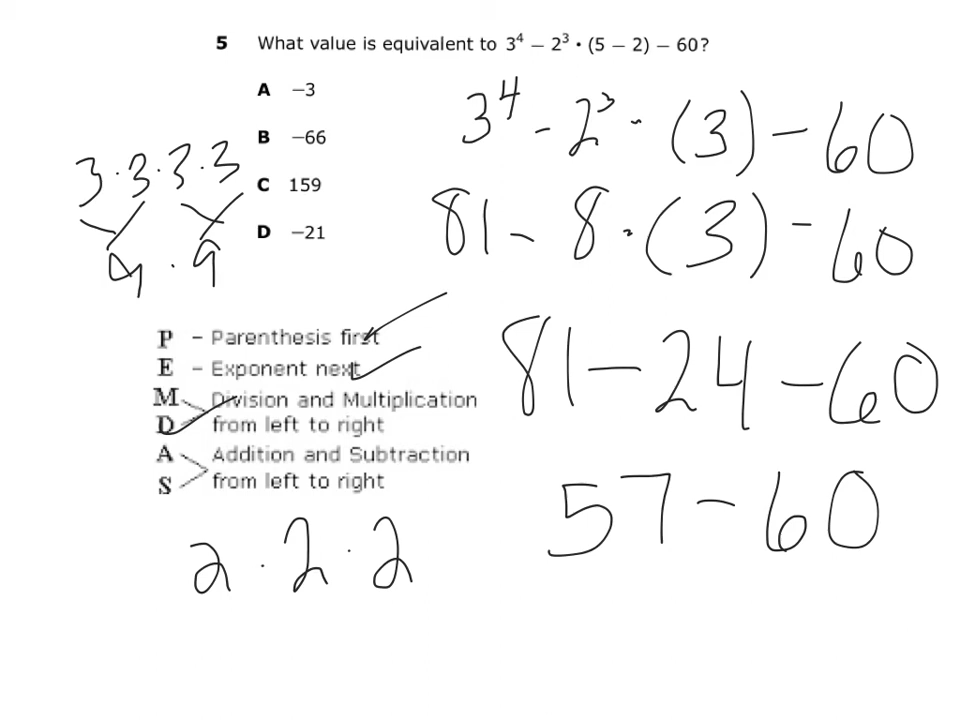 5 What value is equivalent to 3⁴ − 2³ • (5 − 2) − 60?
A −3
B −66
C 159
D −21
3⁴ - 2³ · (3) - 60
3 · 3 · 3 · 3
9 · 9
81 - 8 · (3) - 60
81 - 24 - 60
57 - 60
P – Parenthesis first
E – Exponent next
M Division and Multiplication
D from left to right
A Addition and Subtraction
S from left to right
2 · 2 · 2